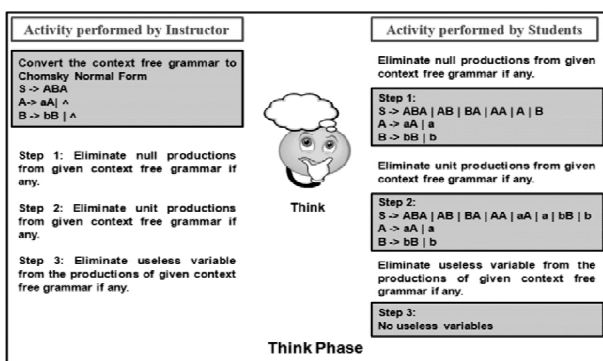 Activity performed by Instructor
Convert the context free grammar to
Chomsky Normal Form
S -> ABA
A-> aA| ^
B -> bB | ^
Step 1: Eliminate null productions
from given context free grammar if
any.
Step 2: Eliminate unit productions
from given context free grammar if
any.
Step 3: Eliminate useless variable
from the productions of given context
free grammar if any.
Think
Activity performed by Students
Eliminate null productions from given
context free grammar if any.
Step 1:
S -> ABA | AB | BA | AA | A | B
A -> aA | a
B -> bB | b
Eliminate unit productions from given
context free grammar if any.
Step 2:
S -> ABA | AB | BA | AA | aA | a | bB | b
A -> aA | a
B -> bB | b
Eliminate useless variable from the
productions of given context
free grammar if any.
Step 3:
No useless variables
Think Phase